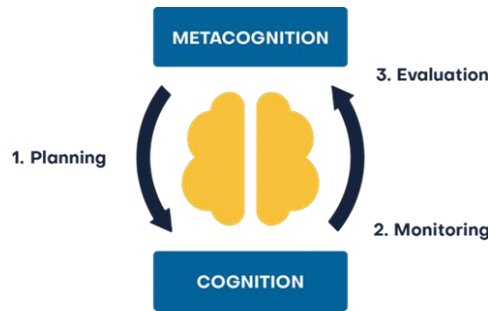 METACOGNITION
3. Evaluation
1. Planning
2. Monitoring
COGNITION